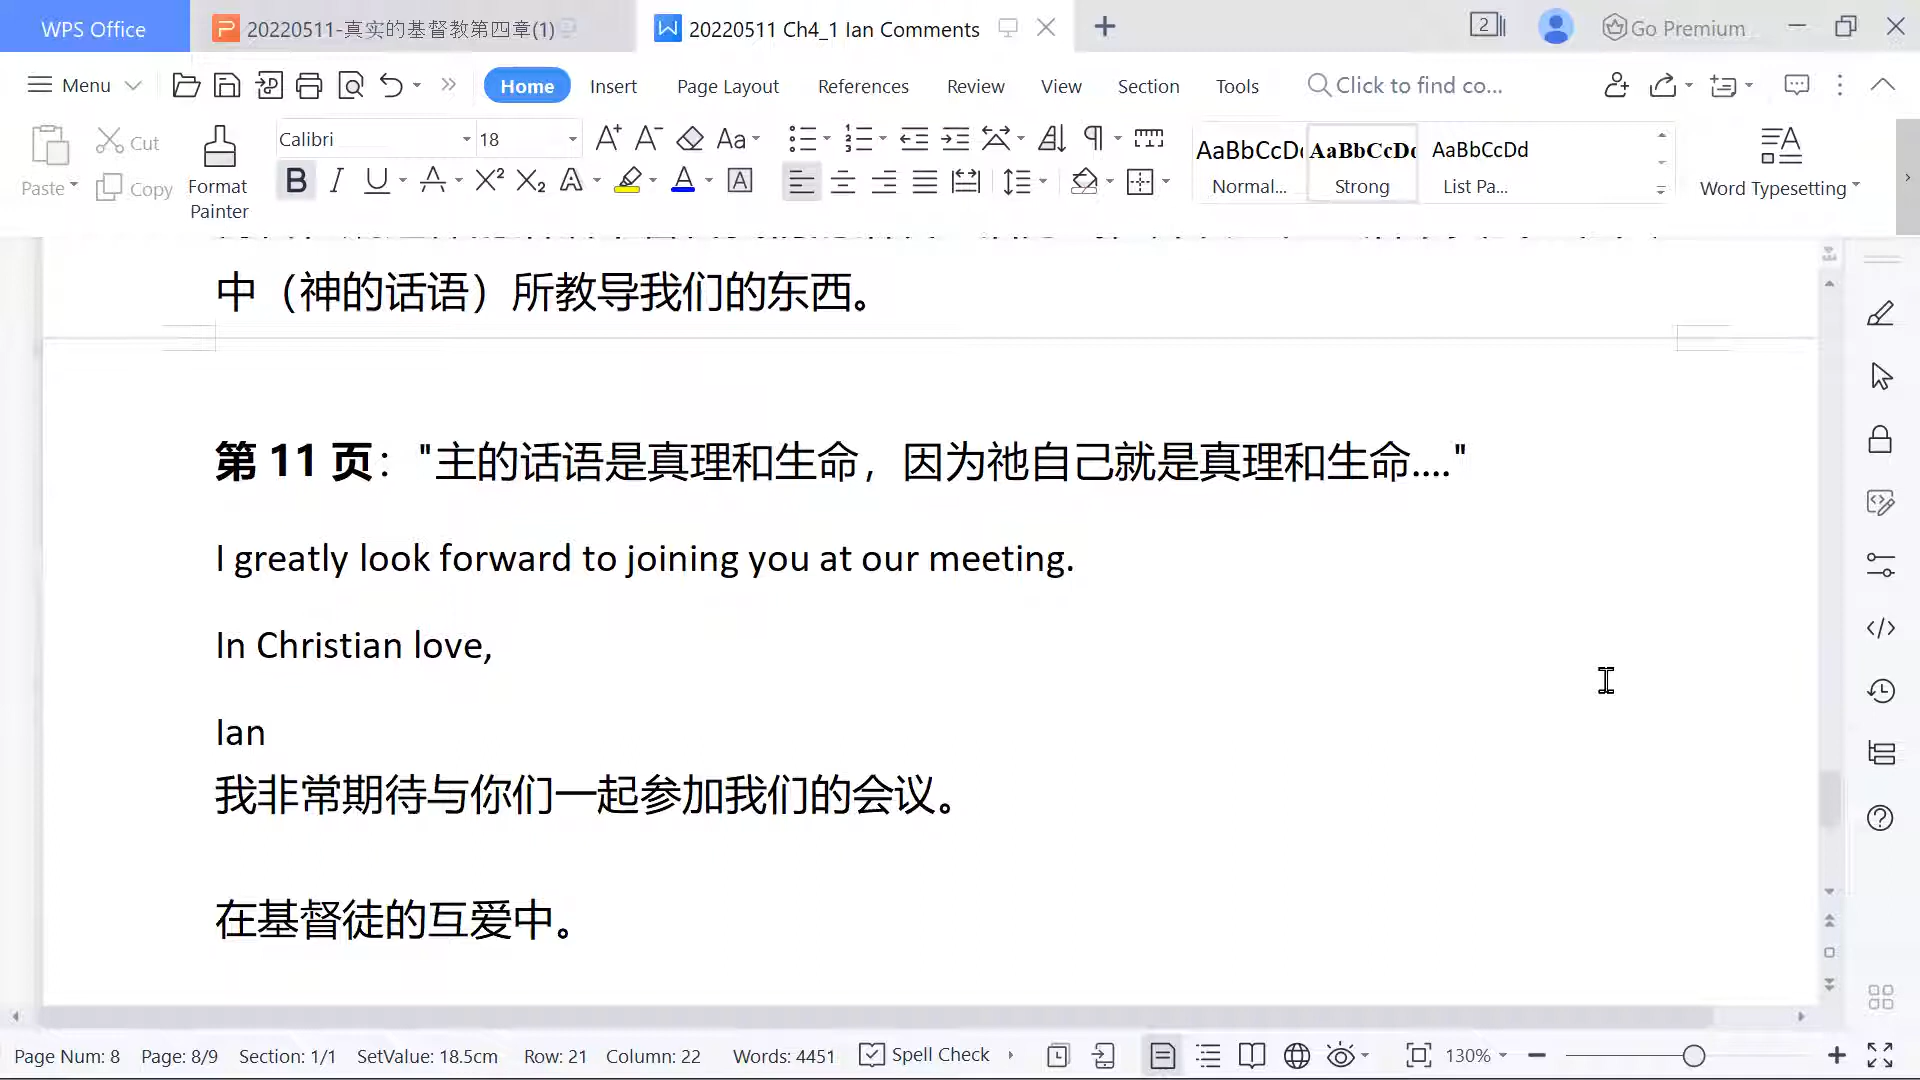 WPS Office
20220511-真实的基督教第四章(1)
20220511 Ch4_1 Ian Comments
2
Go Premium
Menu
Home
Insert
Page Layout
References
Review
View
Section
Tools
Click to find co...
Paste
Cut
Copy
Format Painter
Calibri
18
AaBbCcD
Normal...
AaBbCcDd
Strong
AaBbCcDd
List Pa...
Word Typesetting
中（神的话语）所教导我们的东西。
第 11 页："主的话语是真理和生命，因为祂自己就是真理和生命...."
I greatly look forward to joining you at our meeting.
In Christian love,
Ian
我非常期待与你们一起参加我们的会议。
在基督徒的互爱中。
Page Num: 8 Page: 8/9 Section: 1/1 SetValue: 18.5cm Row: 21 Column: 22 Words: 4451 Spell Check 130%